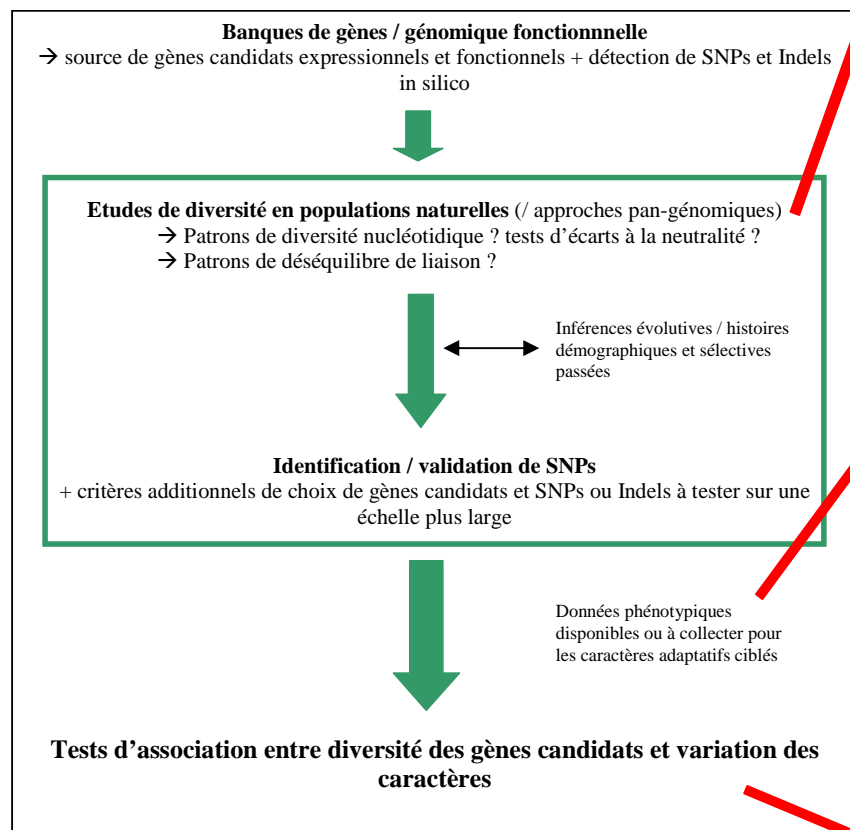 Banques de gènes / génomique fonctionnnelle
→ source de gènes candidats expressionnels et fonctionnels + détection de SNPs et Indels
in silico
Etudes de diversité en populations naturelles (/ approches pan-génomiques)
→ Patrons de diversité nucléotidique ? tests d’écarts à la neutralité ?
→ Patrons de déséquilibre de liaison ?
Inférences évolutives / histoires
démographiques et sélectives
passées
Identification / validation de SNPs
+ critères additionnels de choix de gènes candidats et SNPs ou Indels à tester sur une
échelle plus large
Données phénotypiques
disponibles ou à collecter pour
les caractères adaptatifs ciblés
Tests d’association entre diversité des gènes candidats et variation des
caractères